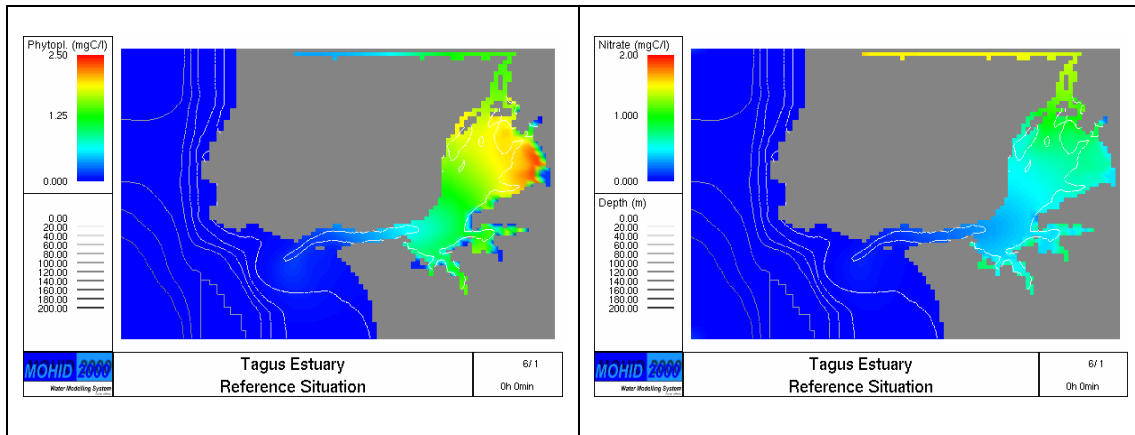 Phytopl. (mgC/l)
2.50
1.25
0.000
0.00
20.00
40.00
60.00
80.00
100.00
120.00
140.00
160.00
180.00
200.00
MOHID 2000
Water Modelling System
Tagus Estuary
Reference Situation
6/ 1
0h 0min
Nitrate (mgC/l)
2.00
1.000
0.000
Depth (m)
0.00
20.00
40.00
60.00
80.00
100.00
120.00
140.00
160.00
180.00
200.00
MOHID 2000
Water Modelling System
Tagus Estuary
Reference Situation
6/ 1
0h 0min